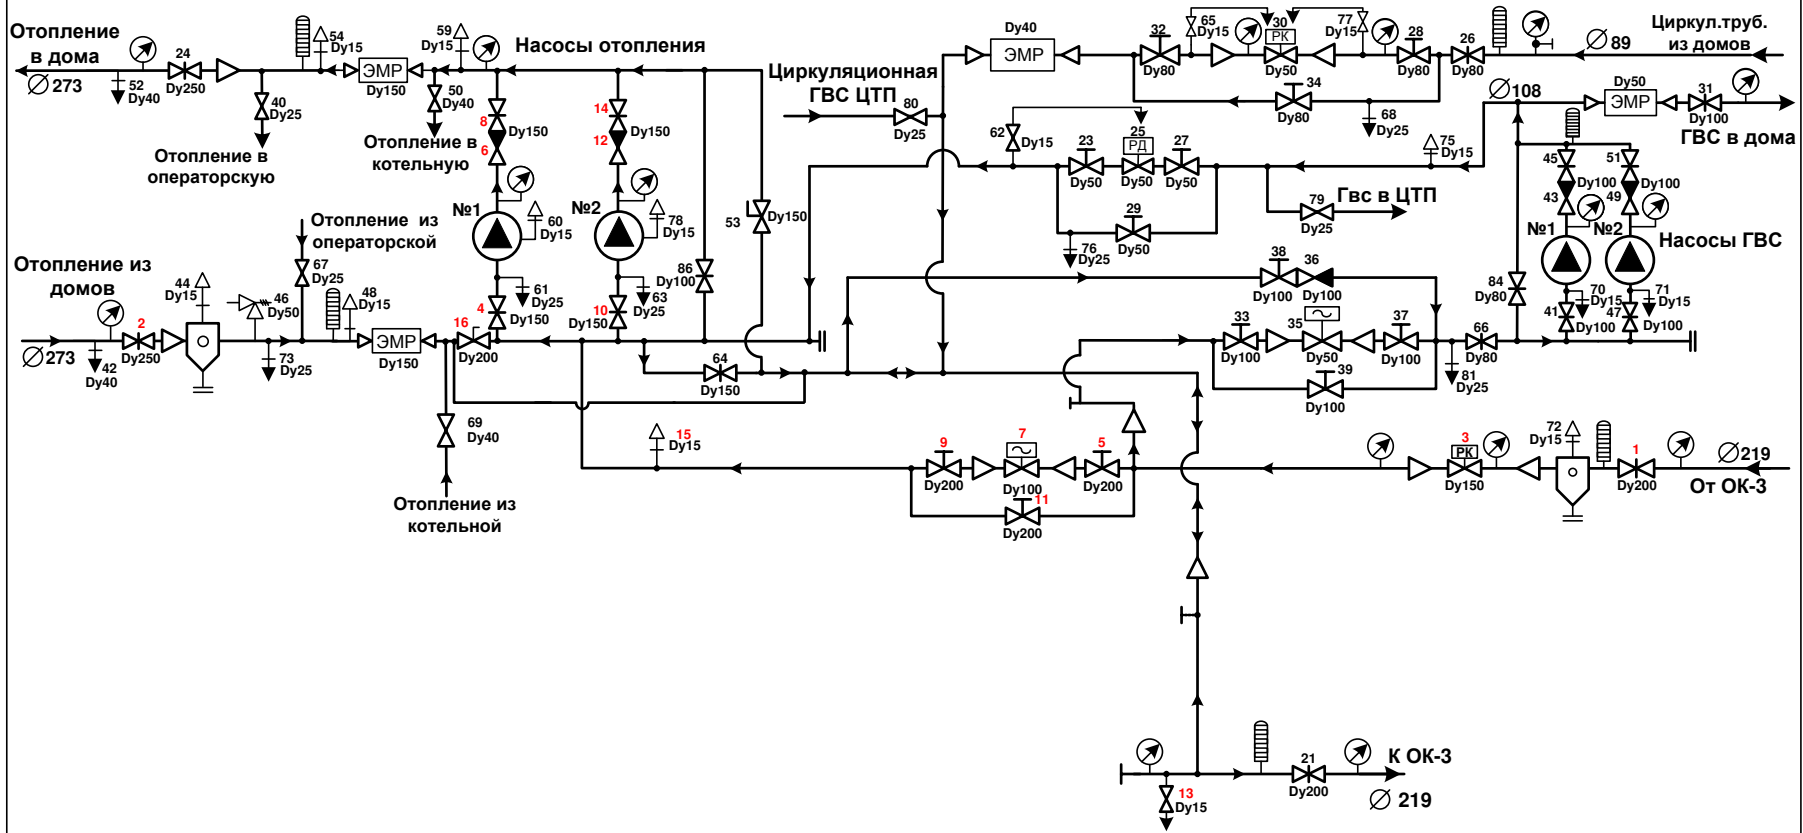 Отопление
в дома
273
52
Dy40
24
Dy250
40
Dy25
Отопление в
операторскую
54
Dy15
ЭМР
Dy150
59
Dy15
50
Dy40
Отопление в
котельную
Насосы отопления
8
Dy150
6
14
Dy150
12
№1
60
Dy15
№2
78
Dy15
61
Dy25
4
Dy150
63
Dy25
10
Dy150
86
Dy100
53
Dy150
Отопление из
операторской
67
Dy25
Отопление из
домов
273
42
Dy40
2
Dy250
44
Dy15
46
Dy50
73
Dy25
48
Dy15
ЭМР
Dy150
16
Dy200
69
Dy40
Отопление из
котельной
64
Dy150
15
Dy15
Циркуляционная
ГВС ЦТП
80
Dy25
Dy40
ЭМР
32
Dy80
65
Dy15
30
РК
Dy50
77
Dy15
28
Dy80
26
Dy80
34
Dy80
68
Dy25
Циркул.труб.
из домов
89
62
Dy15
23
Dy50
25
РД
Dy50
27
Dy50
29
Dy50
76
Dy25
75
Dy15
79
Dy25
Гвс в ЦТП
108
Dy50
ЭМР
31
Dy100
ГВС в дома
45
Dy100
43
51
Dy100
49
№1
№2
Насосы ГВС
70
Dy15
71
Dy15
41
Dy100
47
Dy100
84
Dy80
66
Dy80
81
Dy25
38
Dy100
36
Dy100
33
Dy100
35
Dy50
37
Dy100
39
Dy100
9
Dy200
7
Dy100
5
Dy200
11
Dy200
3
РК
Dy150
72
Dy15
1
Dy200
219
От ОК-3
13
Dy15
21
Dy200
К ОК-3
219